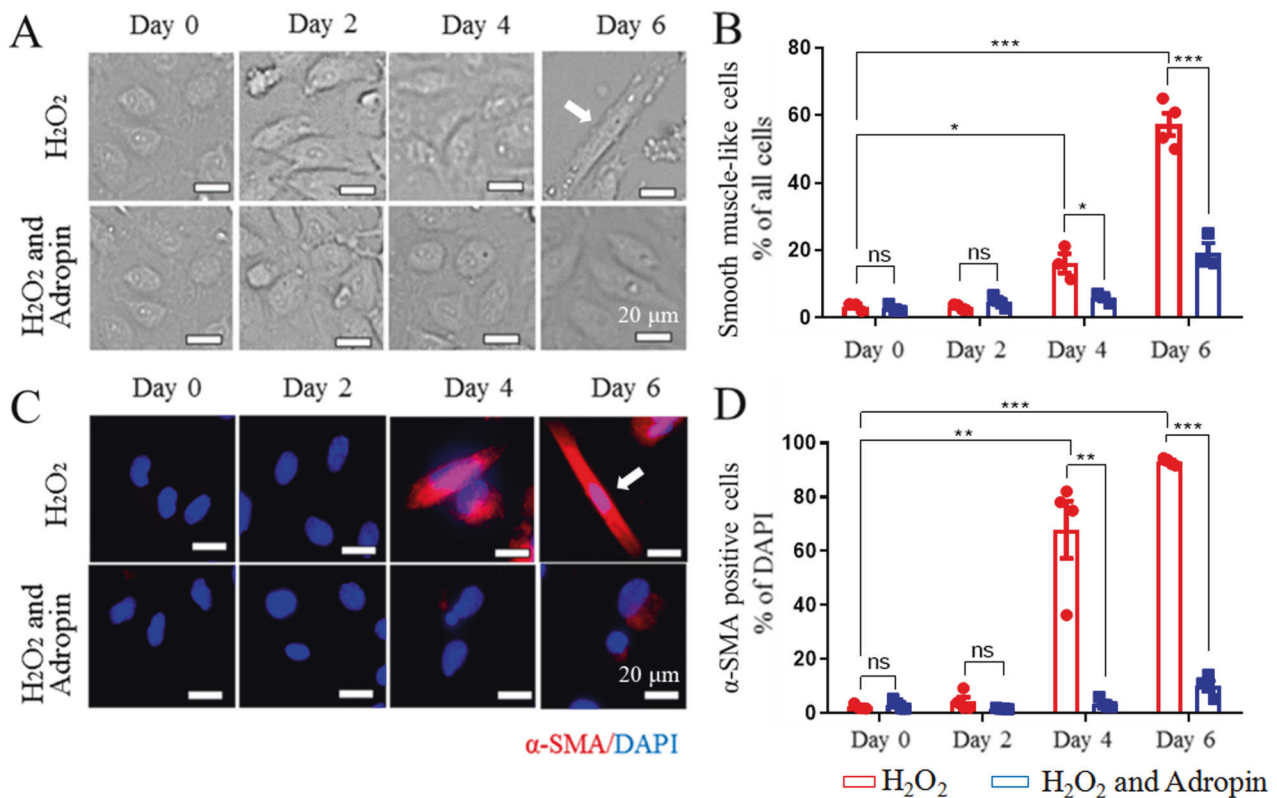 A
Day 0
Day 2
Day 4
Day 6
H₂O₂
H₂O₂ and
Adropin
20 μm
B
Smooth muscle-like cells
% of all cells
80
60
40
20
0
***
***
*
*
ns
ns
Day 0
Day 2
Day 4
Day 6
C
Day 0
Day 2
Day 4
Day 6
H₂O₂
H₂O₂ and
Adropin
20 μm
α-SMA/DAPI
D
α-SMA positive cells
% of DAPI
100
80
60
40
20
0
***
**
***
**
ns
ns
Day 0
Day 2
Day 4
Day 6
H₂O₂
H₂O₂ and Adropin